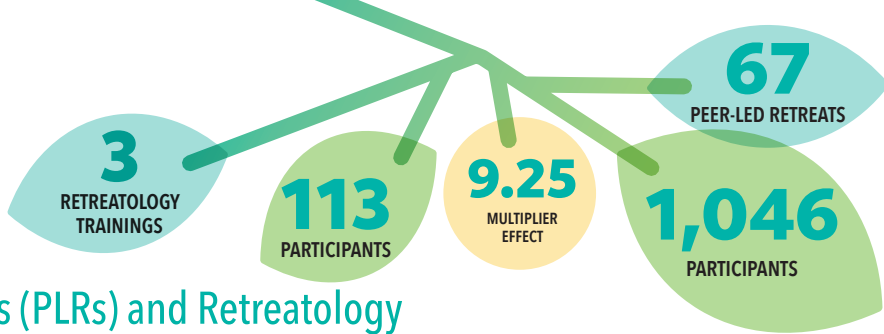 67
PEER-LED RETREATS
3
RETREATOLOGY
TRAININGS
113
PARTICIPANTS
9.25
MULTIPLIER
EFFECT
1,046
PARTICIPANTS
s (PLRs) and Retreatology